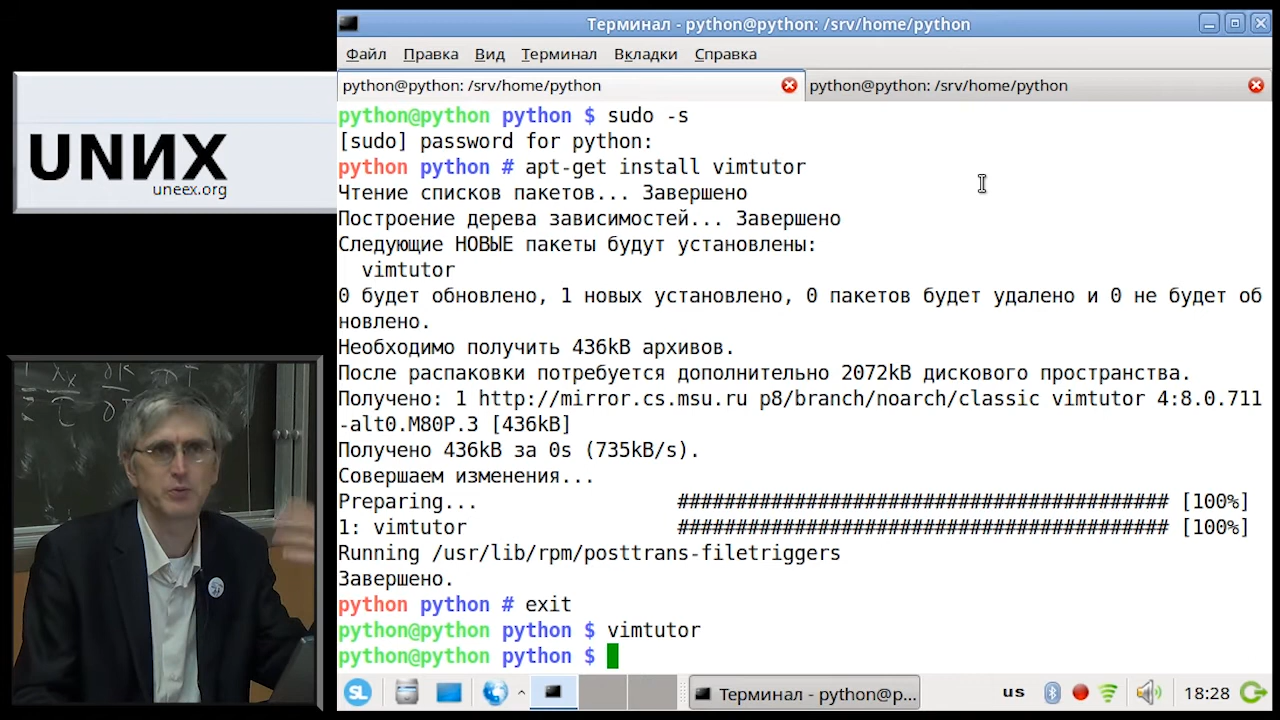 UNИX
uneex.org
Терминал - python@python: /srv/home/python
Файл Правка Вид Терминал Вкладки Справка
python@python: /srv/home/python python@python: /srv/home/python
python@python python $ sudo -s
[sudo] password for python:
python python # apt-get install vimtutor
Чтение списков пакетов... Завершено
Построение дерева зависимостей... Завершено
Следующие НОВЫЕ пакеты будут установлены:
vimtutor
0 будет обновлено, 1 новых установлено, 0 пакетов будет удалено и 0 не будет об
новлено.
Необходимо получить 436kB архивов.
После распаковки потребуется дополнительно 2072kB дискового пространства.
Получено: 1 http://mirror.cs.msu.ru p8/branch/noarch/classic vimtutor 4:8.0.711
-alt0.M80P.3 [436kB]
Получено 436kB за 0s (735kB/s).
Совершаем изменения...
Preparing... ########################################## [100%]
1: vimtutor ########################################## [100%]
Running /usr/lib/rpm/posttrans-filetriggers
Завершено.
python python # exit
python@python python $ vimtutor
python@python python $
SL Терминал - python@p... us 18:28